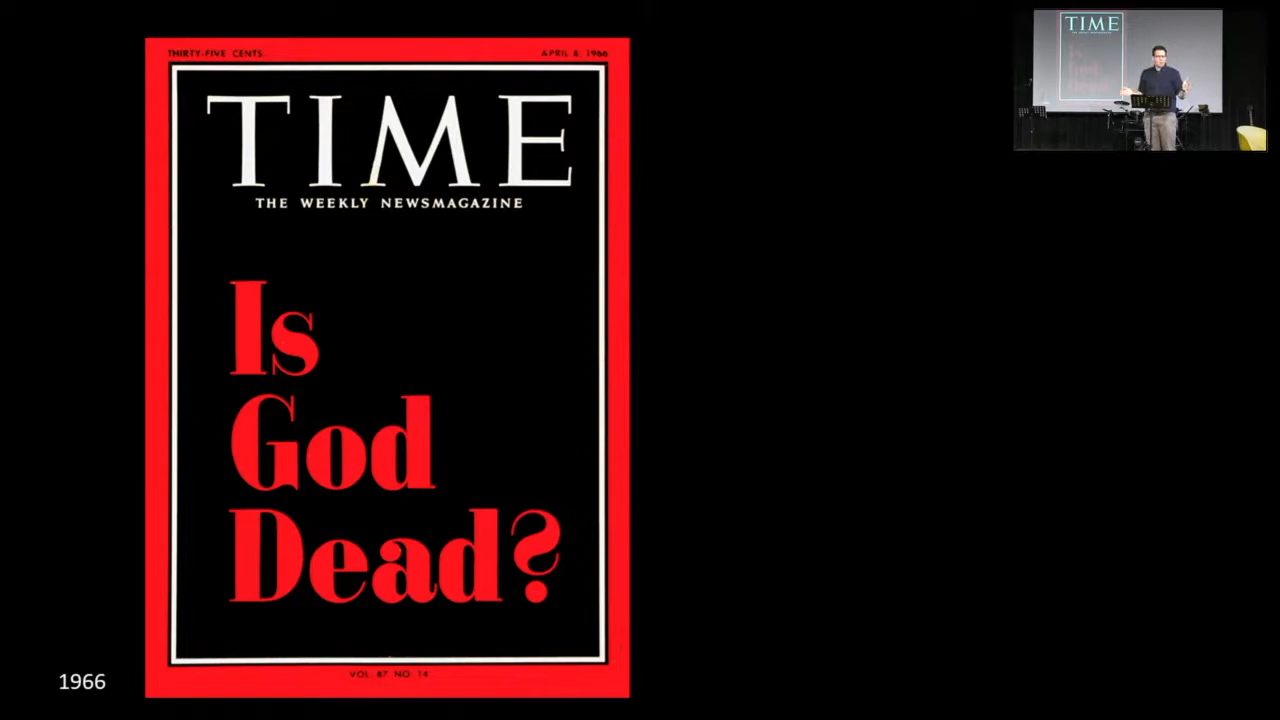 THIRTY-FIVE CENTS
APRIL 8, 1966
TIME
THE WEEKLY NEWSMAGAZINE
Is
God
Dead?
VOL. 87 NO. 14
1966
TIME